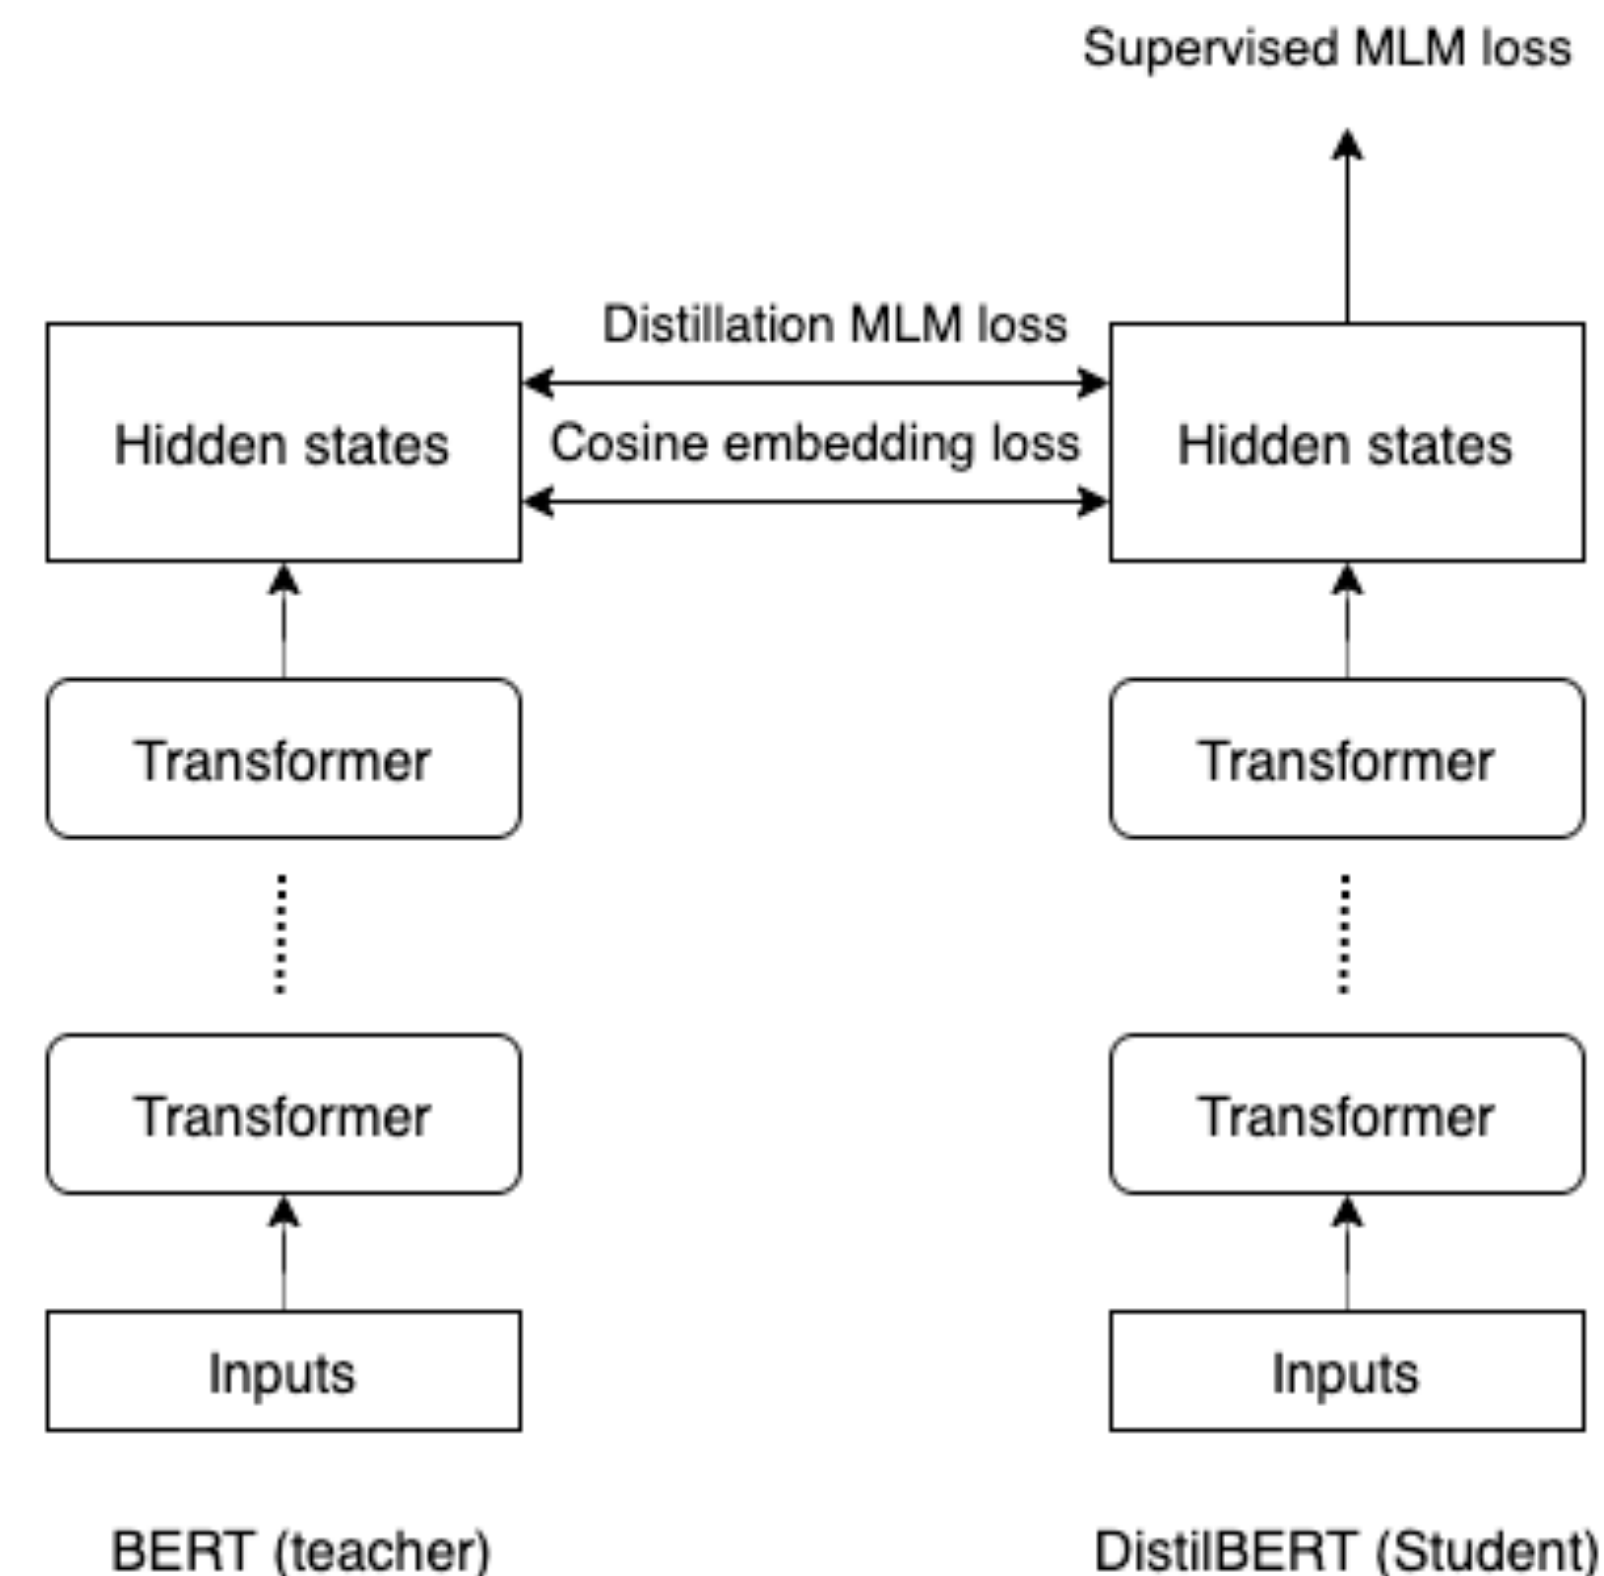 Supervised MLM loss
Distillation MLM loss
Hidden states
Cosine embedding loss
Hidden states
Transformer
Transformer
Transformer
Transformer
Inputs
Inputs
BERT (teacher)
DistilBERT (Student)